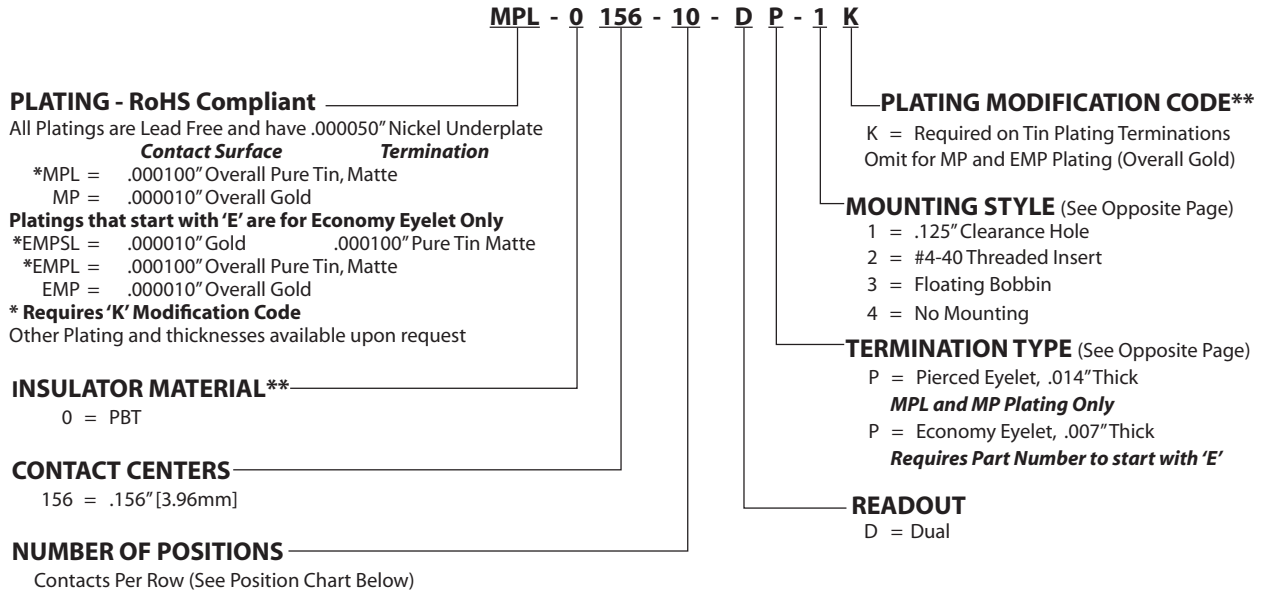 MPL - 0 156 - 10 - D P - 1 K
PLATING - RoHS Compliant
All Platings are Lead Free and have .000050" Nickel Underplate
Contact Surface Termination
*MPL = .000100" Overall Pure Tin, Matte
MP = .000010" Overall Gold
Platings that start with 'E' are for Economy Eyelet Only
*EMPSL = .000010" Gold .000100" Pure Tin Matte
*EMPL = .000100" Overall Pure Tin, Matte
EMP = .000010" Overall Gold
* Requires 'K' Modification Code
Other Plating and thicknesses available upon request
INSULATOR MATERIAL**
0 = PBT
CONTACT CENTERS
156 = .156" [3.96mm]
NUMBER OF POSITIONS
Contacts Per Row (See Position Chart Below)
PLATING MODIFICATION CODE**
K = Required on Tin Plating Terminations
Omit for MP and EMP Plating (Overall Gold)
MOUNTING STYLE (See Opposite Page)
1 = .125" Clearance Hole
2 = #4-40 Threaded Insert
3 = Floating Bobbin
4 = No Mounting
TERMINATION TYPE (See Opposite Page)
P = Pierced Eyelet, .014" Thick
MPL and MP Plating Only
P = Economy Eyelet, .007" Thick
Requires Part Number to start with 'E'
READOUT
D = Dual